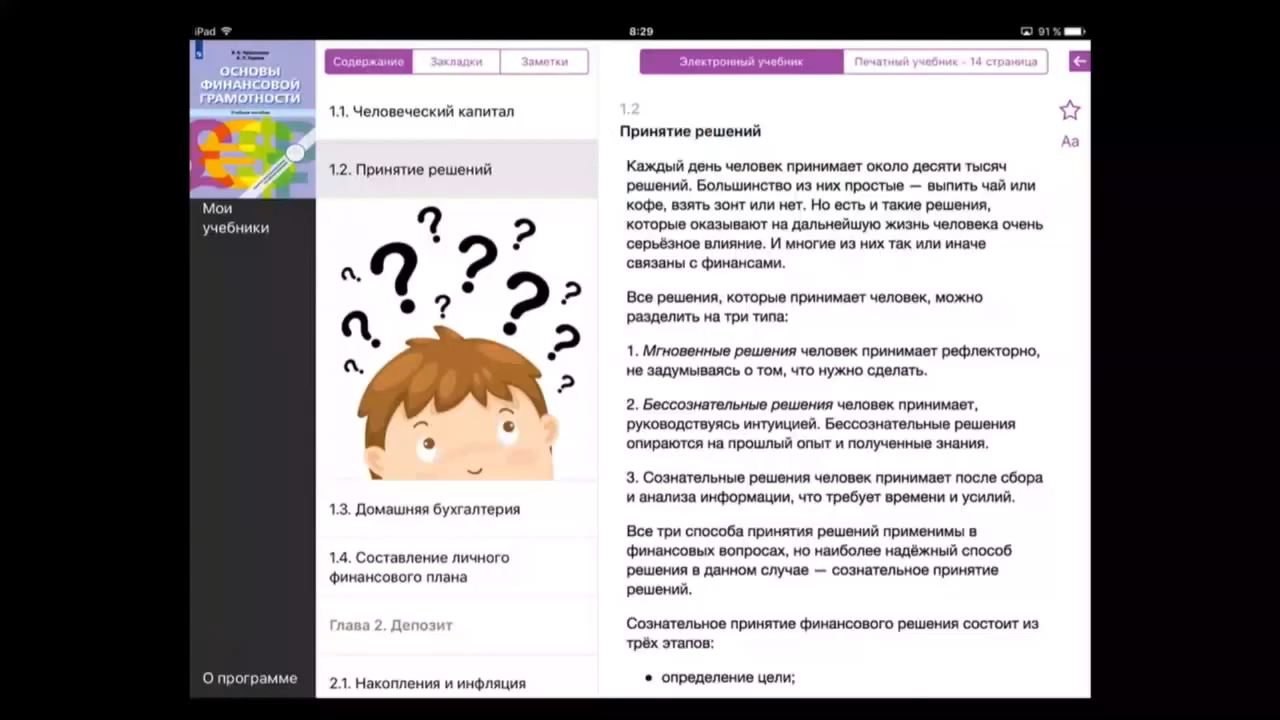 iPad
8:29
91 %
ОСНОВЫ
ФИНАНСОВОЙ
ГРАМОТНОСТИ
Учебное пособие
Мои
учебники
О программе
Содержание
Закладки
Заметки
1.1. Человеческий капитал
1.2. Принятие решений
? ? ? ? ? ? ? ? ? ? ? ?
1.3. Домашняя бухгалтерия
1.4. Составление личного
финансового плана
Глава 2. Депозит
2.1. Накопления и инфляция
Электронный учебник
Печатный учебник - 14 страница
1.2
Aa
Принятие решений
Каждый день человек принимает около десяти тысяч
решений. Большинство из них простые — выпить чай или
кофе, взять зонт или нет. Но есть и такие решения,
которые оказывают на дальнейшую жизнь человека очень
серьёзное влияние. И многие из них так или иначе
связаны с финансами.
Все решения, которые принимает человек, можно
разделить на три типа:
1. Мгновенные решения человек принимает рефлекторно,
не задумываясь о том, что нужно сделать.
2. Бессознательные решения человек принимает,
руководствуясь интуицией. Бессознательные решения
опираются на прошлый опыт и полученные знания.
3. Сознательные решения человек принимает после сбора
и анализа информации, что требует времени и усилий.
Все три способа принятия решений применимы в
финансовых вопросах, но наиболее надёжный способ
решения в данном случае — сознательное принятие
решений.
Сознательное принятие финансового решения состоит из
трёх этапов:
• определение цели;